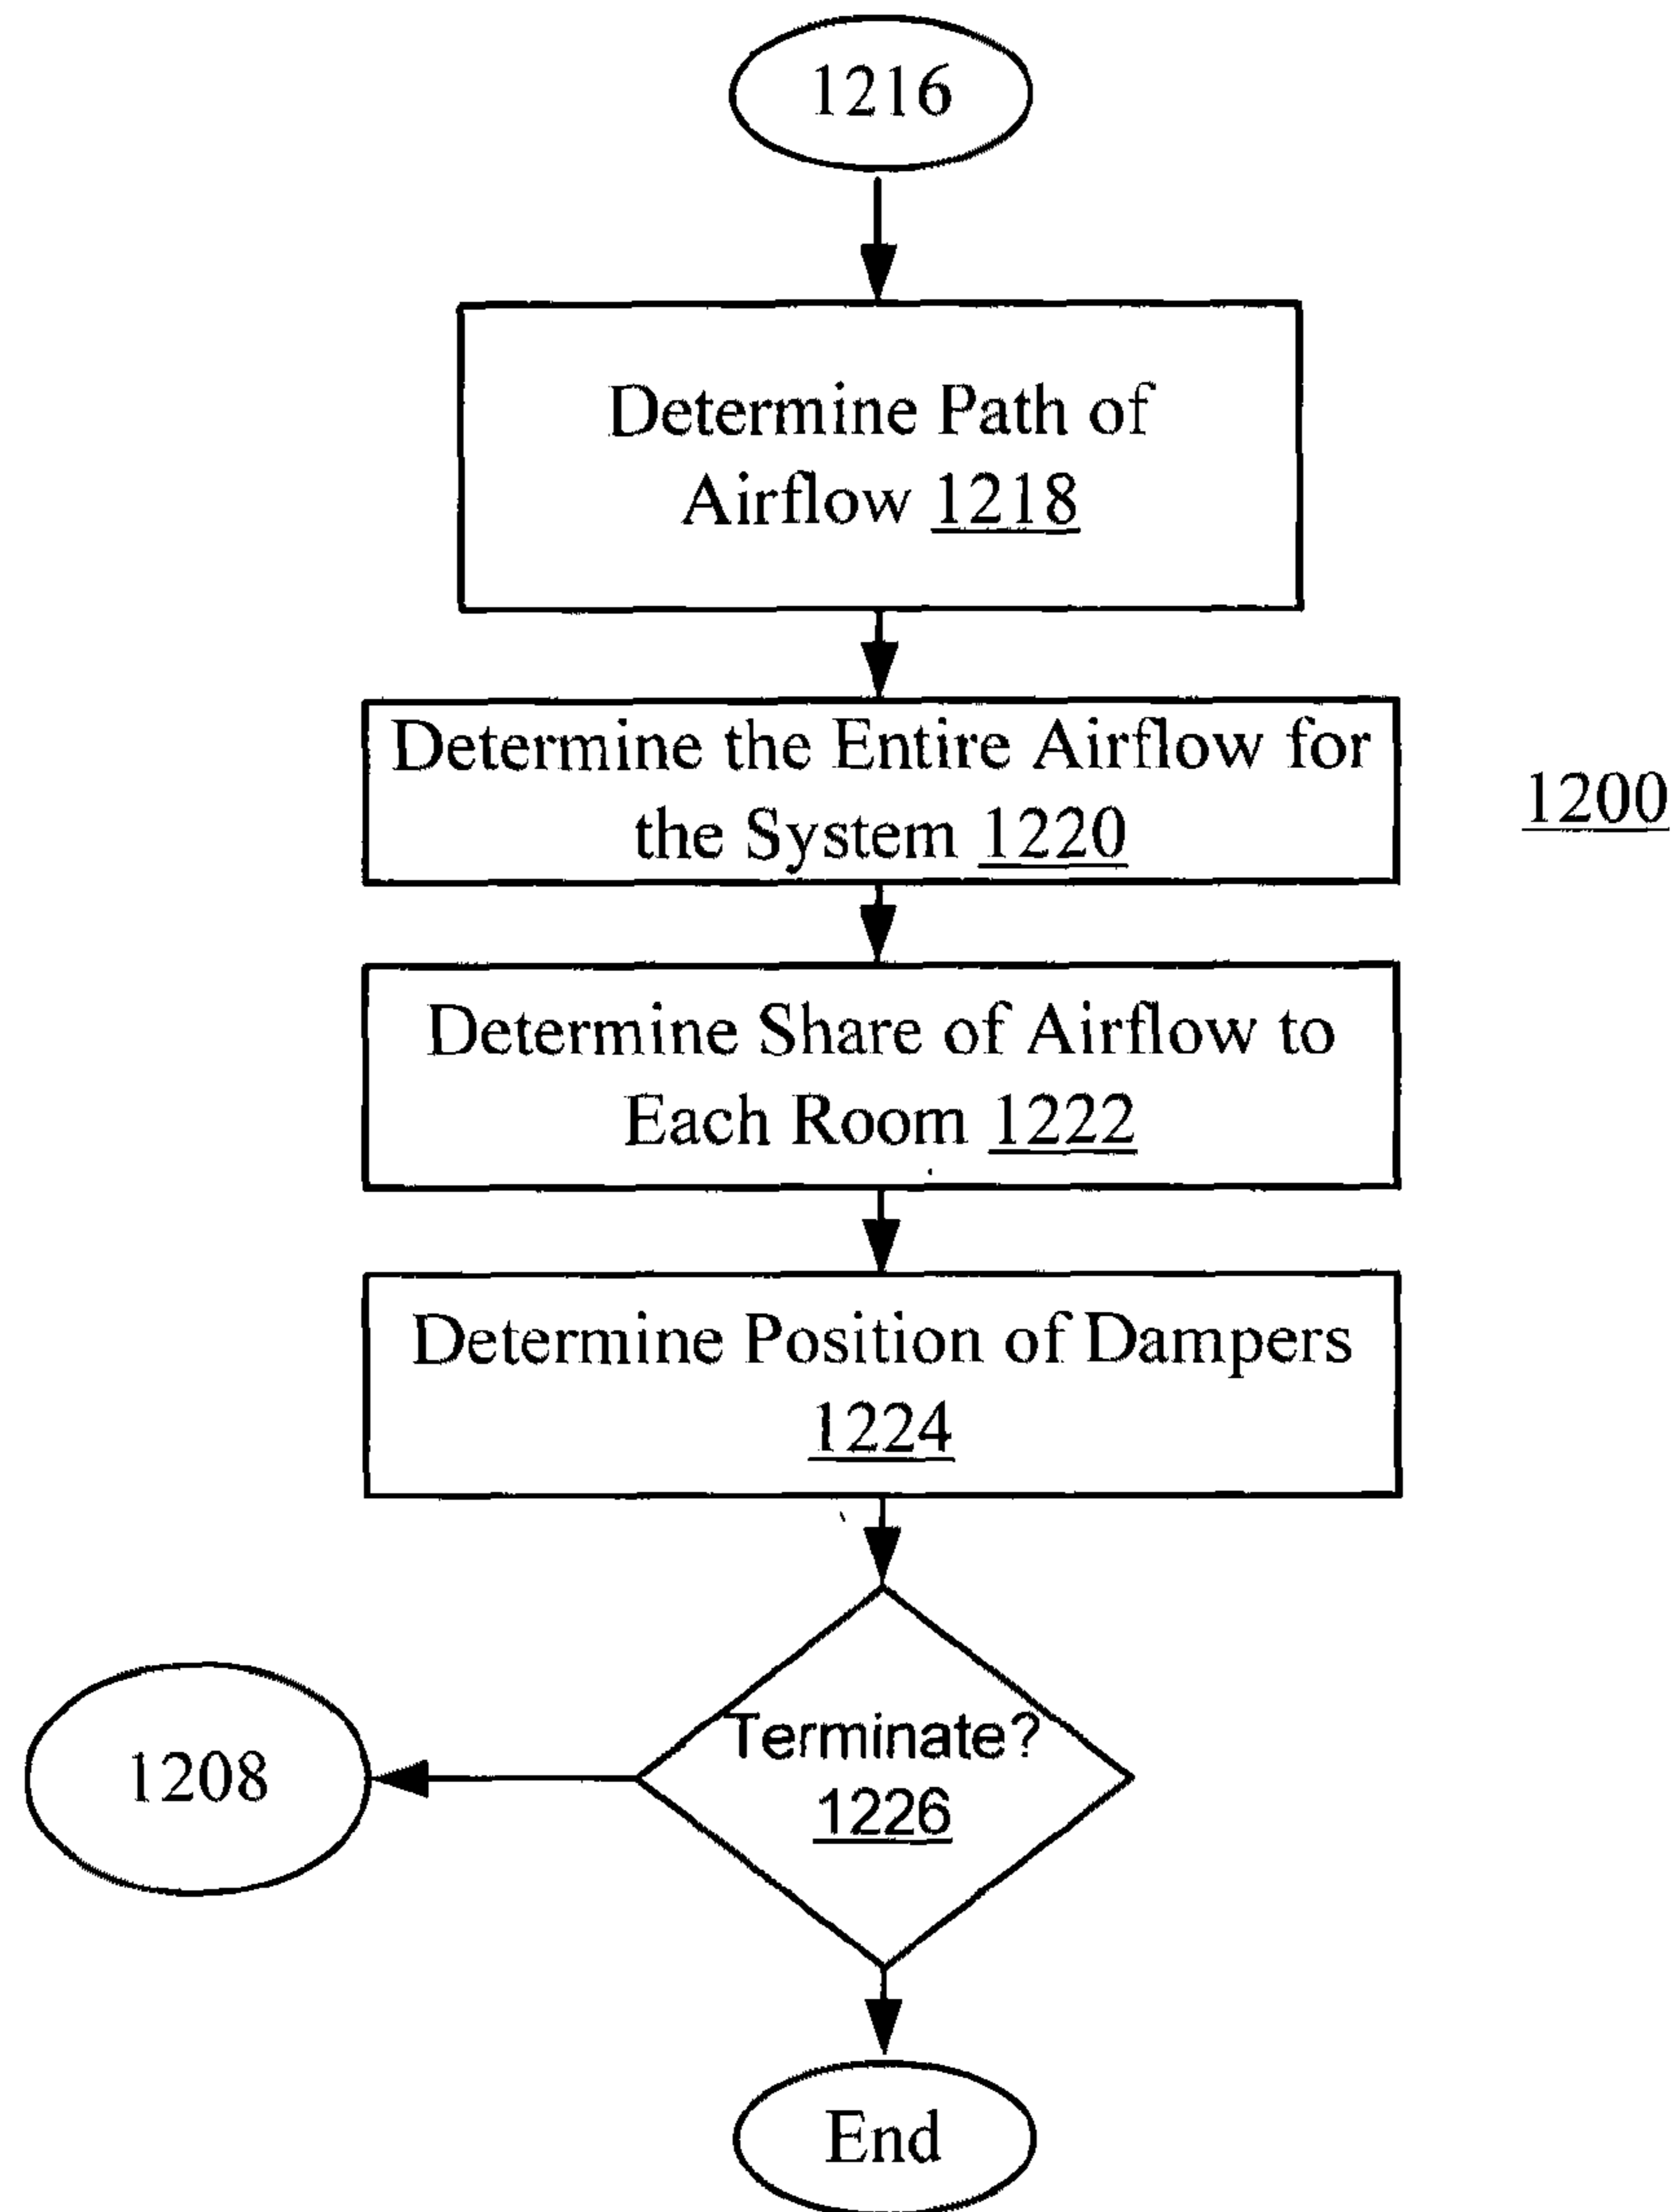 1216
Determine Path of
Airflow 1218
Determine the Entire Airflow for
the System 1220
1200
Determine Share of Airflow to
Each Room 1222
Determine Position of Dampers
1224
Terminate?
1226
1208
End